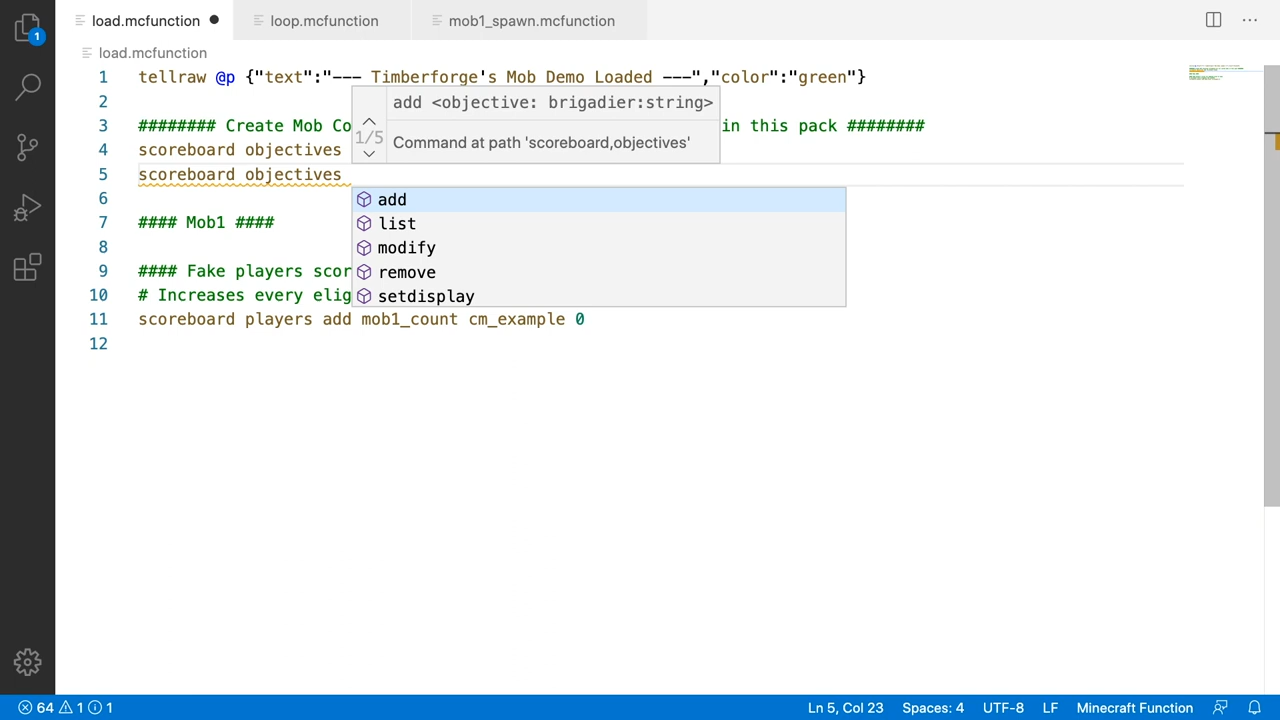 load.mcfunction
loop.mcfunction
mob1_spawn.mcfunction
1
load.mcfunction
1 tellraw @p {"text":"--- Timberforge's Mob Demo Loaded ---","color":"green"}
2
add <objective: brigadier:string>
3 ######## Create Mob Co in this pack ########
1/5
Command at path 'scoreboard,objectives'
4 scoreboard objectives
5 scoreboard objectives
6
add
7 #### Mob1 ####
list
8
modify
9 #### Fake players scor
remove
10 # Increases every elig
setdisplay
11 scoreboard players add mob1_count cm_example 0
12
64 1 1
Ln 5, Col 23 Spaces: 4 UTF-8 LF Minecraft Function